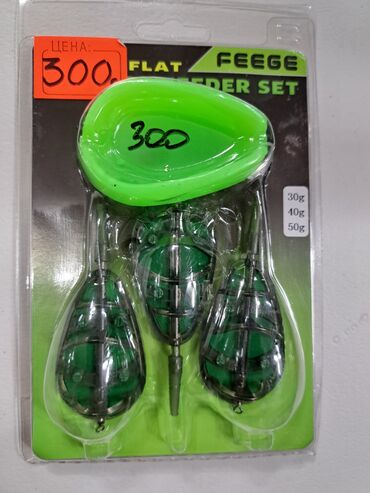 ЦЕНА:
300
FLAT FEEGE
FEEDER SET
300
30g
40g
50g